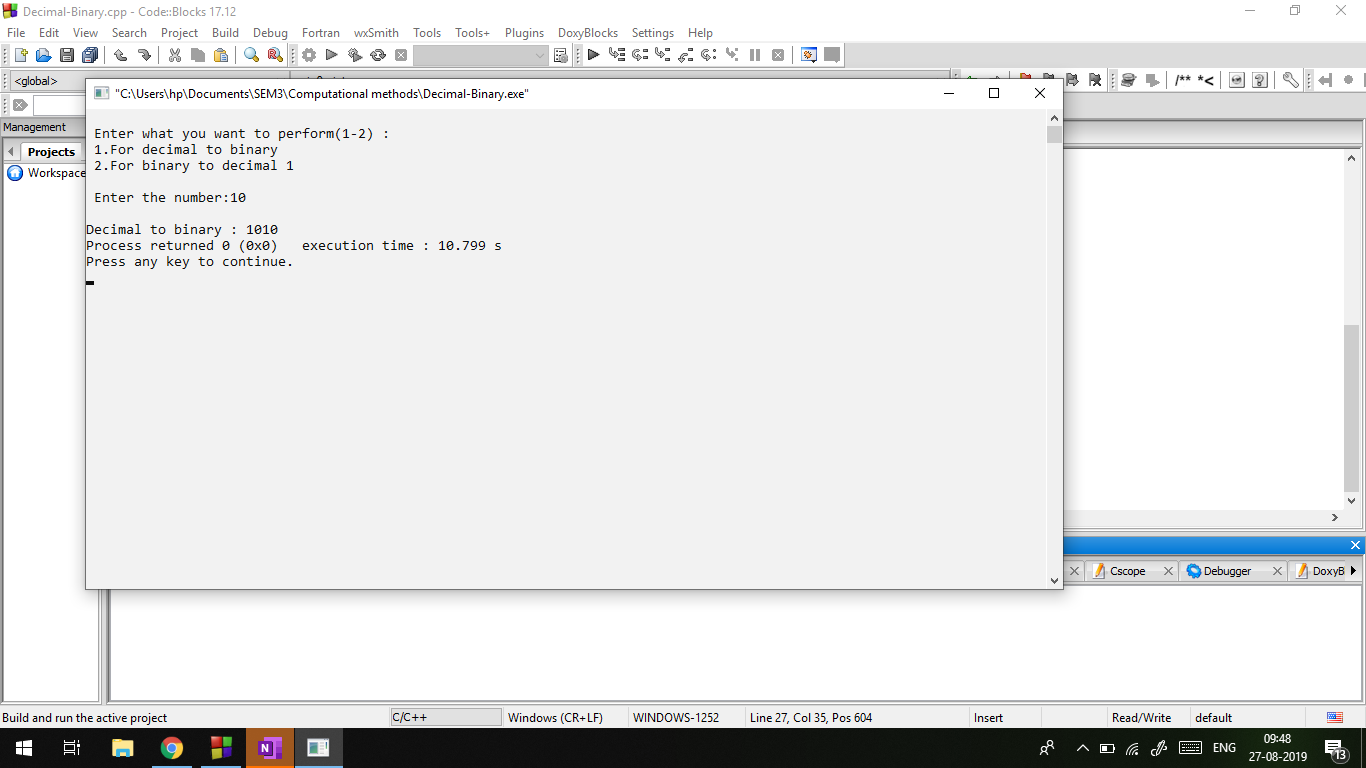 Decimal-Binary.cpp - Code::Blocks 17.12
File Edit View Search Project Build Debug Fortran wxSmith Tools Tools+ Plugins DoxyBlocks Settings Help
<global>
/** *<
"C:\Users\hp\Documents\SEM3\Computational methods\Decimal-Binary.exe"
Management
Projects
Workspace
Enter what you want to perform(1-2) :
1.For decimal to binary
2.For binary to decimal 1
Enter the number:10
Decimal to binary : 1010
Process returned 0 (0x0)   execution time : 10.799 s
Press any key to continue.
Cscope Debugger DoxyB
Build and run the active project C/C++ Windows (CR+LF) WINDOWS-1252 Line 27, Col 35, Pos 604 Insert Read/Write default
N ENG 09:48
27-08-2019 13